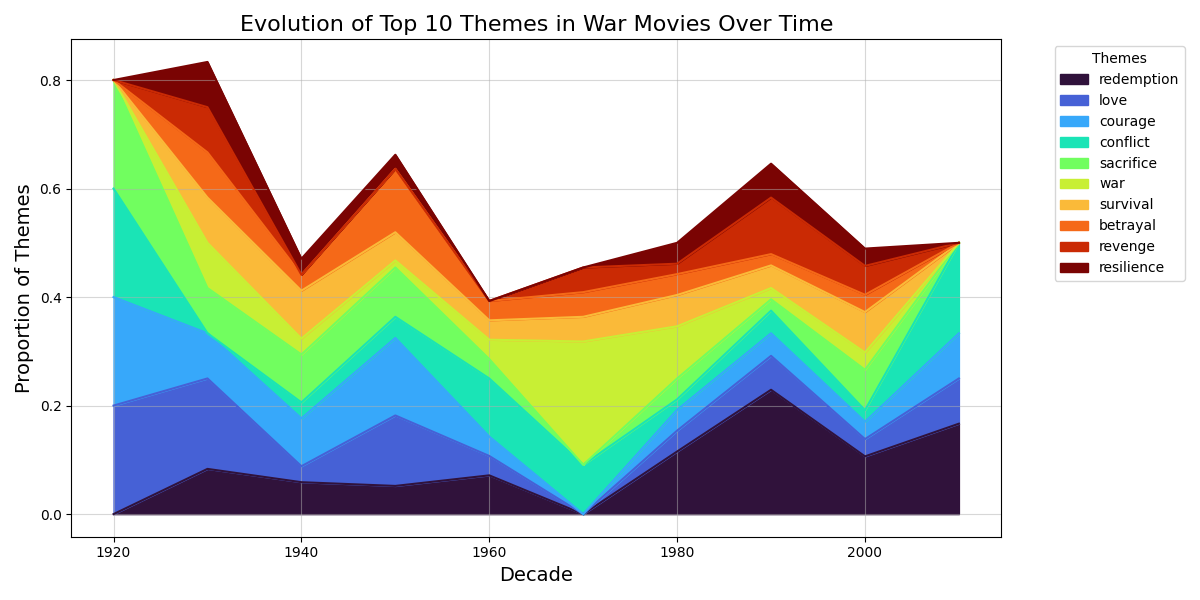 Evolution of Top 10 Themes in War Movies Over Time
Proportion of Themes
0.8
0.6
0.4
0.2
0.0
1920
1940
1960
1980
2000
Decade
Themes
redemption
love
courage
conflict
sacrifice
war
survival
betrayal
revenge
resilience